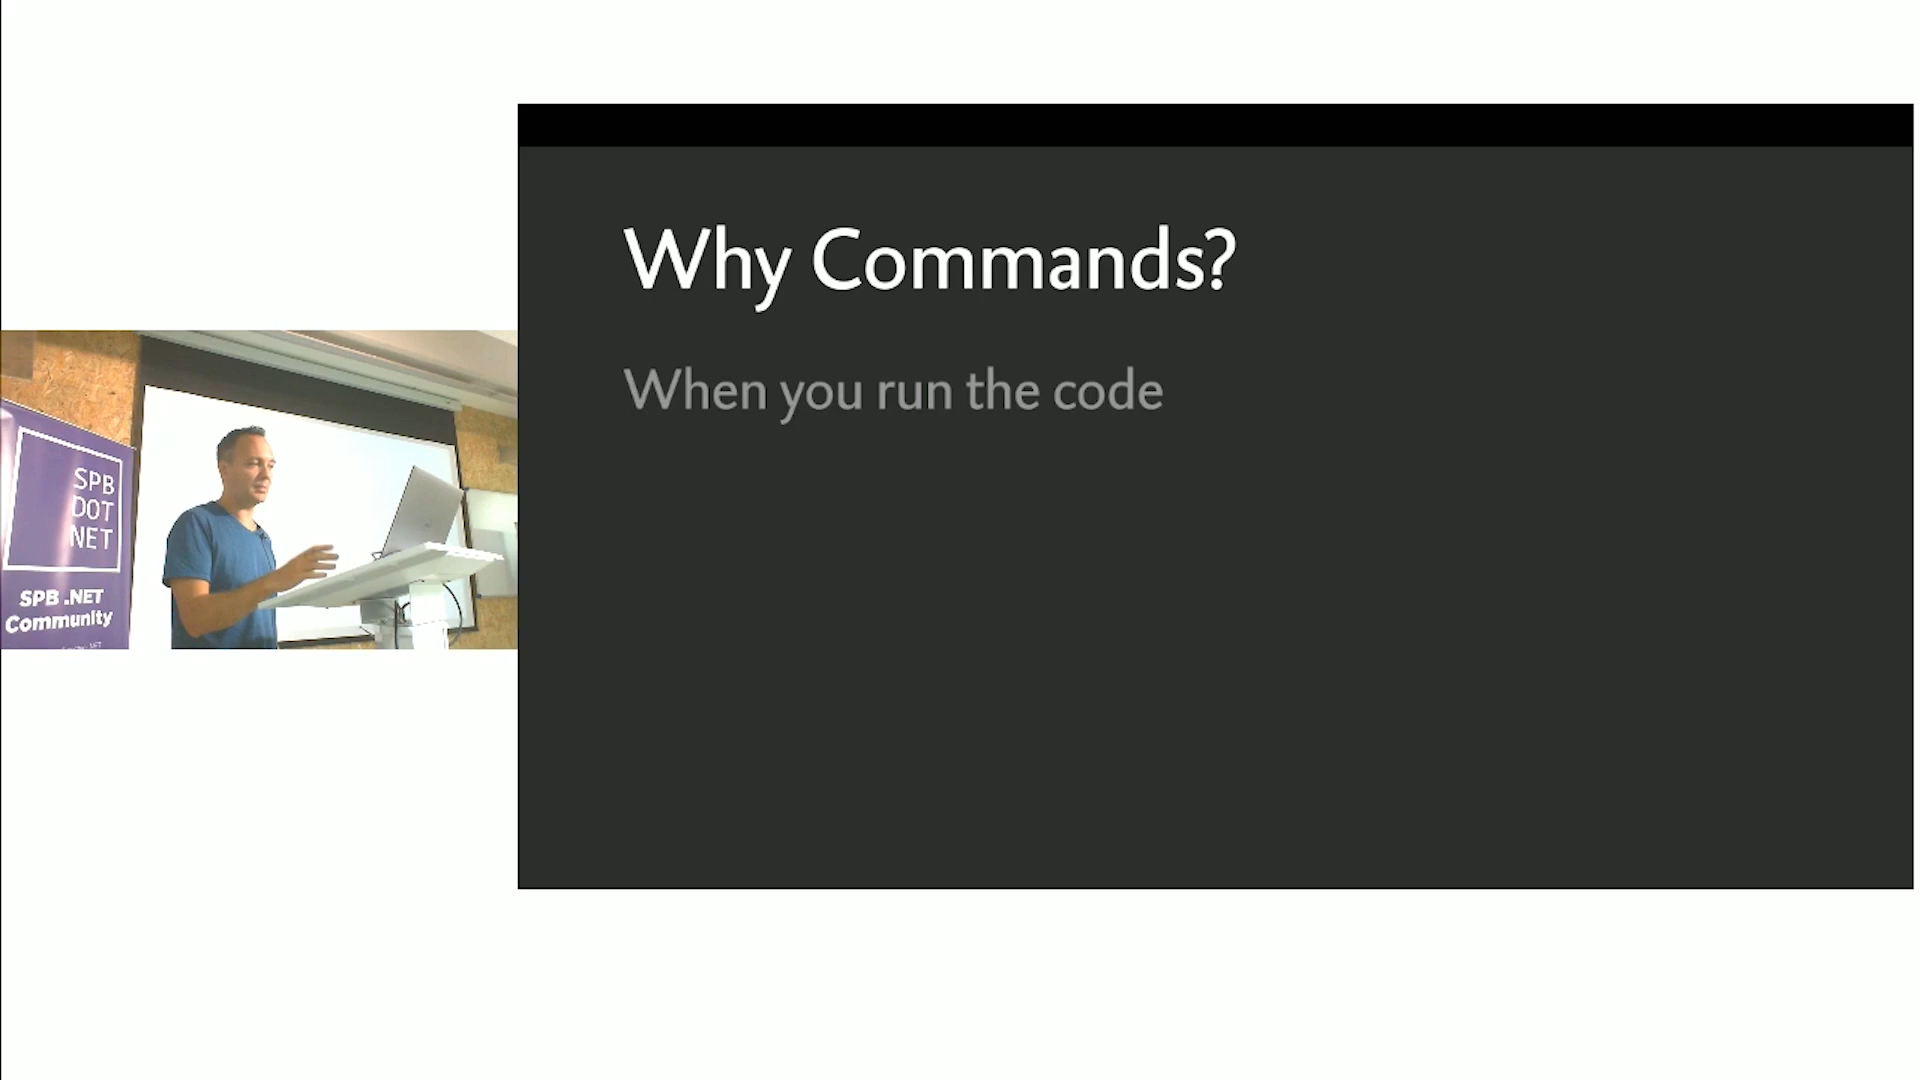 Why Commands?
When you run the code
SPB
DOT
NET
SPB .NET
Community